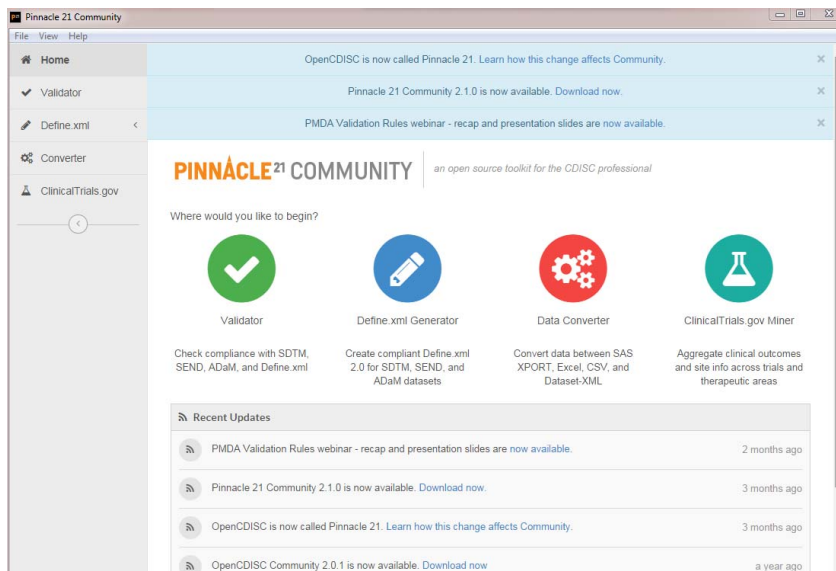 Pinnacle 21 Community
File View Help
Home
Validator
Define.xml
Converter
ClinicalTrials.gov
OpenCDISC is now called Pinnacle 21. Learn how this change affects Community.
Pinnacle 21 Community 2.1.0 is now available. Download now.
PMDA Validation Rules webinar - recap and presentation slides are now available.
PINNACLE 21 COMMUNITY
an open source toolkit for the CDISC professional
Where would you like to begin?
Validator
Check compliance with SDTM,
SEND, ADaM, and Define.xml
Define.xml Generator
Create compliant Define.xml
2.0 for SDTM, SEND, and
ADaM datasets
Data Converter
Convert data between SAS
XPORT, Excel, CSV, and
Dataset-XML
ClinicalTrials.gov Miner
Aggregate clinical outcomes
and site info across trials and
therapeutic areas
Recent Updates
PMDA Validation Rules webinar - recap and presentation slides are now available. 2 months ago
Pinnacle 21 Community 2.1.0 is now available. Download now. 3 months ago
OpenCDISC is now called Pinnacle 21. Learn how this change affects Community. 3 months ago
OpenCDISC Community 2.0.1 is now available. Download now a year ago